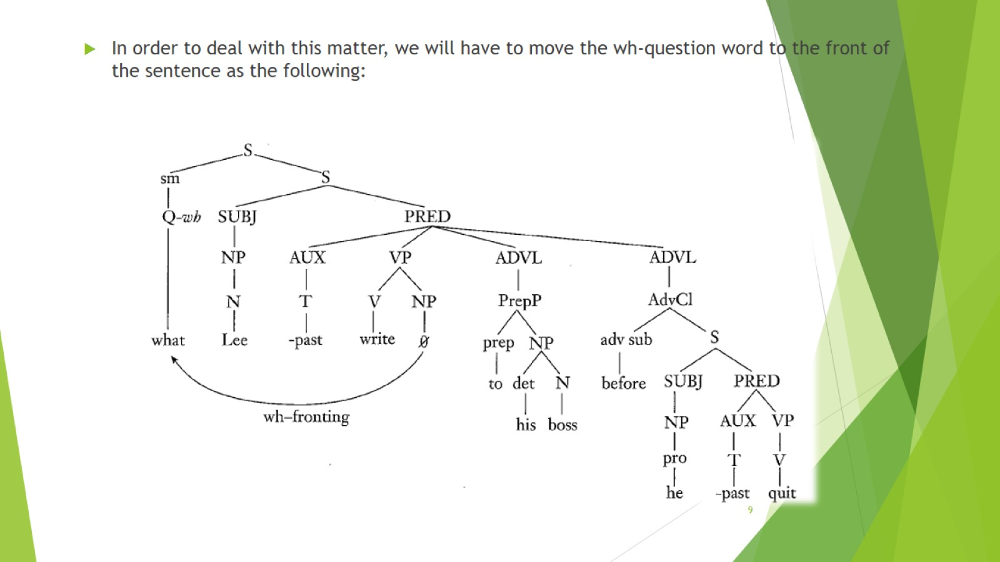 In order to deal with this matter, we will have to move the wh-question word to the front of
the sentence as the following:
S
sm S
Q-wh SUBJ PRED
NP AUX VP ADVL ADVL
N T V NP PrepP AdvCl
what Lee -past write Ø prep NP adv sub S
to det N before SUBJ PRED
wh-fronting his boss NP AUX VP
pro T V
he -past quit
9